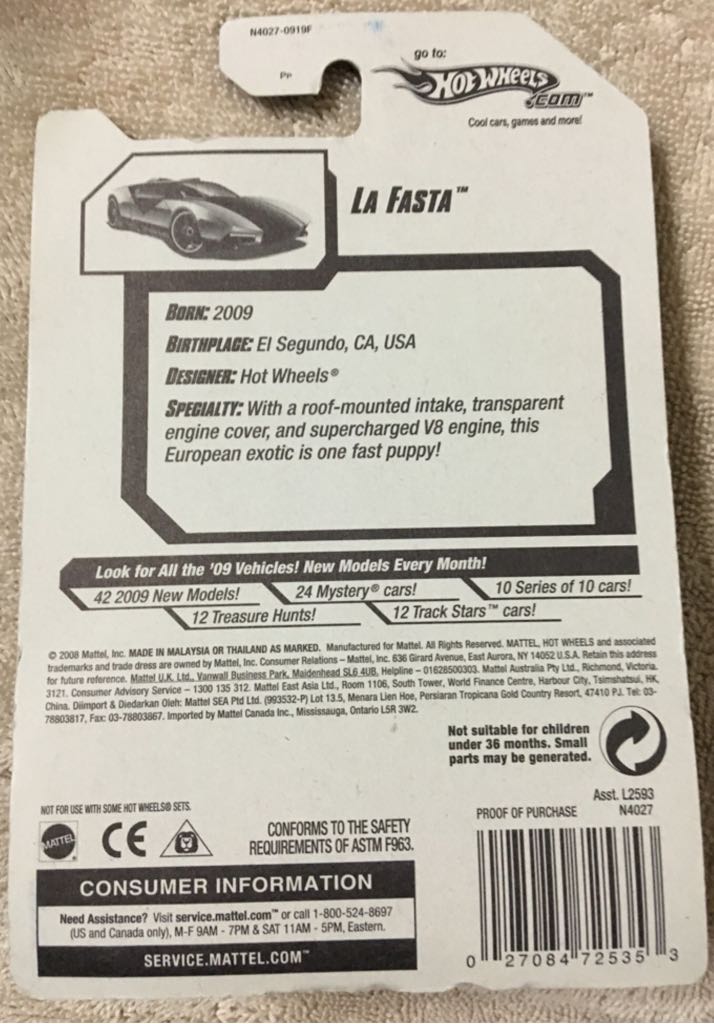 N4027-0919F
PP
go to:
HOT WHEELS
.COM™
Cool cars, games and more!
LA FASTA™
BORN: 2009
BIRTHPLACE: El Segundo, CA, USA
DESIGNER: Hot Wheels®
SPECIALTY: With a roof-mounted intake, transparent
engine cover, and supercharged V8 engine, this
European exotic is one fast puppy!
Look for All the '09 Vehicles! New Models Every Month!
42 2009 New Models! 24 Mystery® cars! 10 Series of 10 cars!
12 Treasure Hunts! 12 Track Stars™ cars!
© 2008 Mattel, Inc. MADE IN MALAYSIA OR THAILAND AS MARKED. Manufactured for Mattel. All Rights Reserved. MATTEL, HOT WHEELS and associated
trademarks and trade dress are owned by Mattel, Inc. Consumer Relations – Mattel, Inc. 636 Girard Avenue, East Aurora, NY 14052 U.S.A. Retain this address
for future reference. Mattel U.K. Ltd., Vanwall Business Park, Maidenhead SL6 4UB. Helpline – 01628500303. Mattel Australia Pty Ltd., Richmond, Victoria.
3121. Consumer Advisory Service – 1300 135 312. Mattel East Asia Ltd., Room 1106, South Tower, World Finance Centre, Harbour City, Tsimshatsui, HK,
China. Diimport & Diedarkan Oleh: Mattel SEA Ptd Ltd. (993532-P) Lot 13.5, Menara Lien Hoe, Persiaran Tropicana Gold Country Resort, 47410 PJ. Tel: 03-
78803817, Fax: 03-78803867. Imported by Mattel Canada Inc., Mississauga, Ontario L5R 3W2.
Not suitable for children
under 36 months. Small
parts may be generated.
Asst. L2593
PROOF OF PURCHASE N4027
NOT FOR USE WITH SOME HOT WHEELS® SETS.
MATTEL
CE
CONFORMS TO THE SAFETY
REQUIREMENTS OF ASTM F963.
CONSUMER INFORMATION
Need Assistance? Visit service.mattel.com™ or call 1-800-524-8697
(US and Canada only), M-F 9AM - 7PM & SAT 11AM - 5PM, Eastern.
SERVICE.MATTEL.COM™
0 27084 72535 3